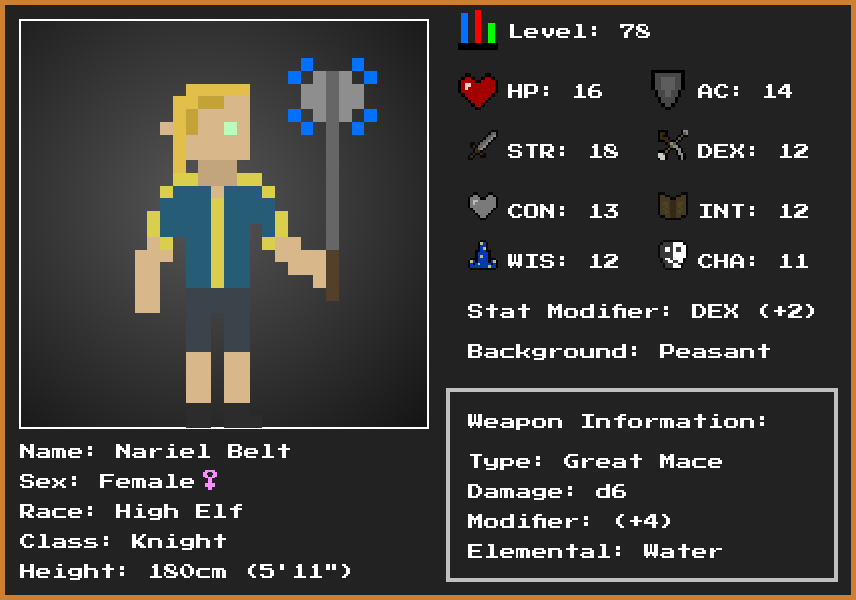 Level: 78
HP: 16 AC: 14
STR: 18 DEX: 12
CON: 13 INT: 12
WIS: 12 CHA: 11
Stat Modifier: DEX (+2)
Background: Peasant
Weapon Information:
Type: Great Mace
Damage: d6
Modifier: (+4)
Elemental: Water
Name: Nariel Belt
Sex: Female♀
Race: High Elf
Class: Knight
Height: 180cm (5'11")